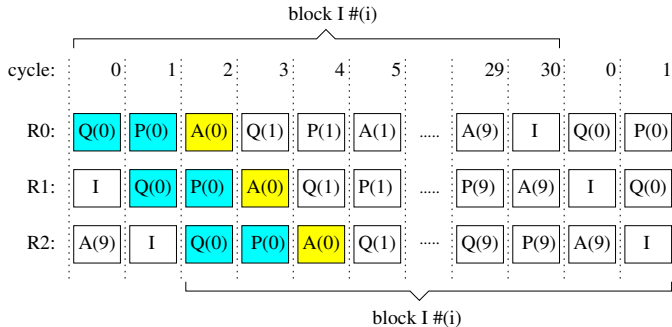 block I #(i)
cycle: 0 1 2 3 4 5 29 30 0 1
R0: Q(0) P(0) A(0) Q(1) P(1) A(1) ..... A(9) I Q(0) P(0)
R1: I Q(0) P(0) A(0) Q(1) P(1) ..... P(9) A(9) I Q(0)
R2: A(9) I Q(0) P(0) A(0) Q(1) ..... Q(9) P(9) A(9) I
block I #(i)